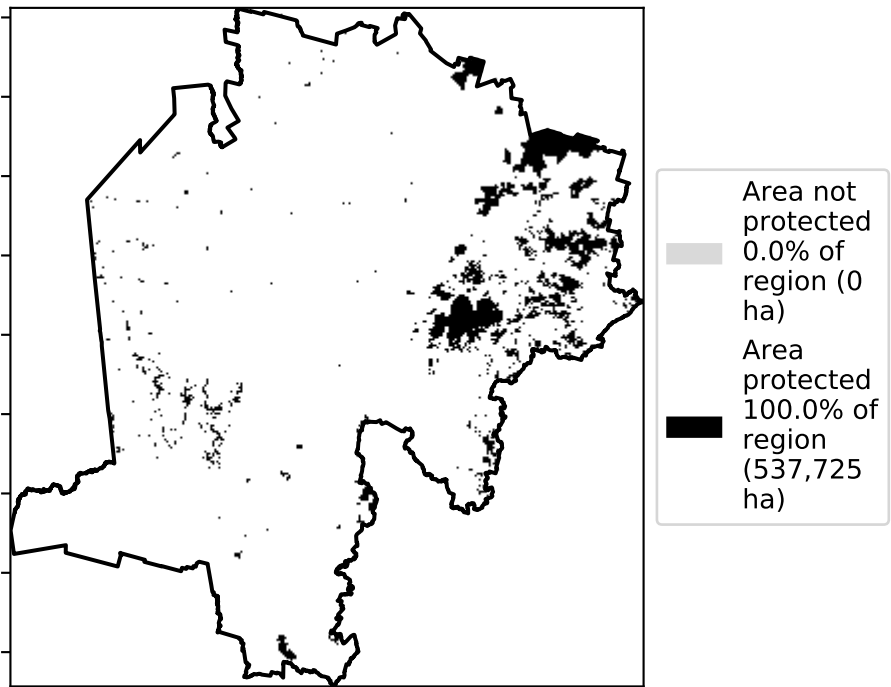 Area not
protected
0.0% of
region (0
ha)
Area
protected
100.0% of
region
(537,725
ha)